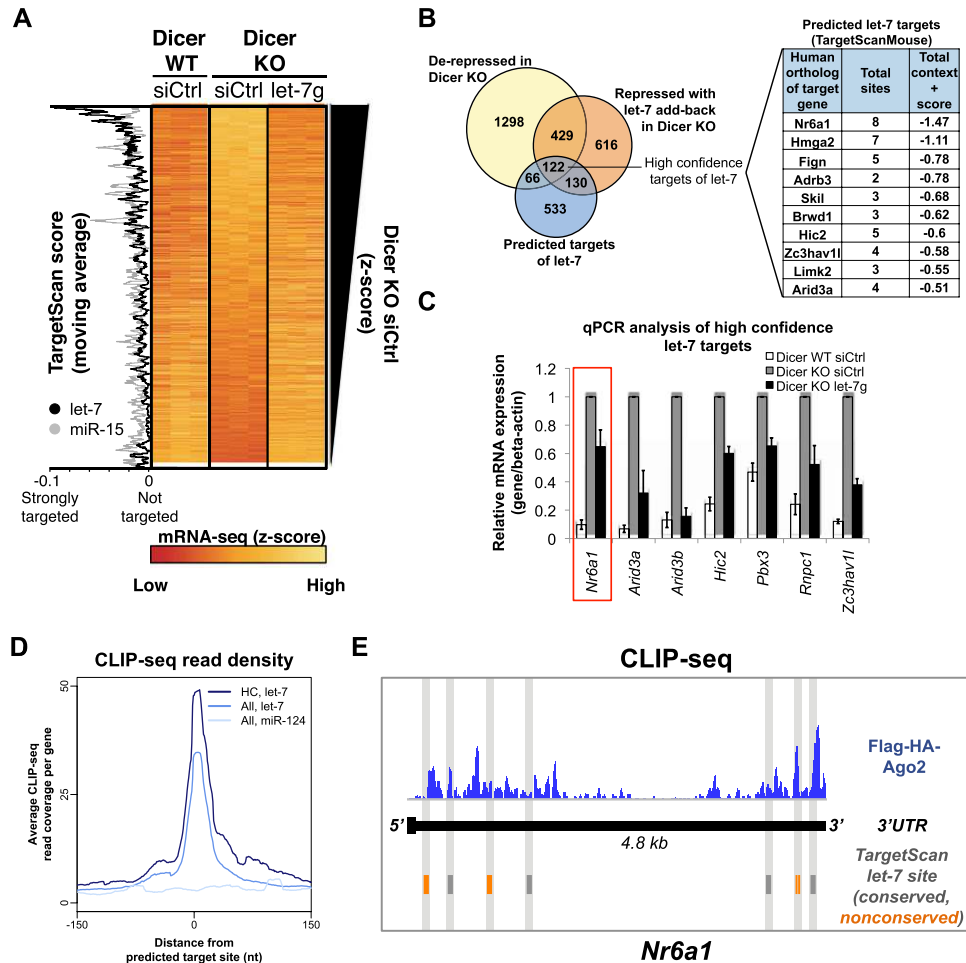 A
Dicer WT
Dicer KO
siCtrl
siCtrl
let-7g
TargetScan score
(moving average)
let-7
miR-15
Dicer KO siCtrl
(z-score)
-0.1
0
Strongly targeted
Not targeted
mRNA-seq (z-score)
Low
High
B
De-repressed in
Dicer KO
Repressed with
let-7 add-back
in Dicer KO
1298
429
616
122
66
130
533
High confidence
targets of let-7
Predicted targets
of let-7
Predicted let-7 targets
(TargetScanMouse)
Human ortholog of target gene
Total sites
Total context + score
Nr6a1 8 -1.47
Hmga2 7 -1.11
Fign 5 -0.78
Adrb3 2 -0.78
Skil 3 -0.68
Brwd1 3 -0.62
Hic2 5 -0.6
Zc3hav1l 4 -0.58
Limk2 3 -0.55
Arid3a 4 -0.51
C
qPCR analysis of high confidence
let-7 targets
Dicer WT siCtrl
Dicer KO siCtrl
Dicer KO let-7g
Relative mRNA expression
(gene/beta-actin)
1.2
1
0.8
0.6
0.4
0.2
0
Nr6a1
Arid3a
Arid3b
Hic2
Pbx3
Rnpc1
Zc3hav1l
D
CLIP-seq read density
HC, let-7
All, let-7
All, miR-124
Average CLIP-seq
read coverage per gene
50
25
0
-150
0
150
Distance from
predicted target site (nt)
E
CLIP-seq
Flag-HA-
Ago2
5’
3’
3’UTR
4.8 kb
TargetScan
let-7 site
(conserved,
nonconserved)
Nr6a1